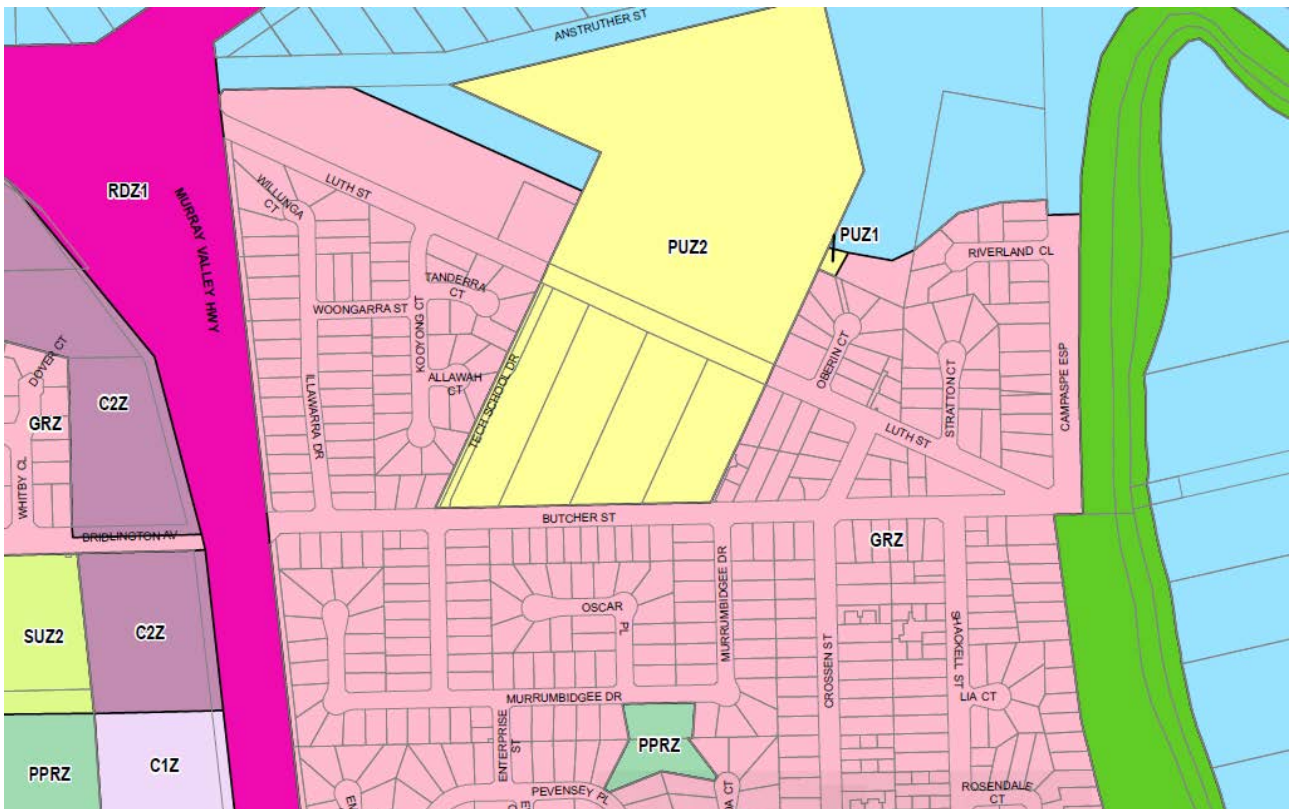 ANSTRUTHER ST
RDZ1
MURRAY VALLEY HWY
WILLUNGA
CT
LUTH ST
PUZ2
PUZ1
RIVERLAND CL
TANDERRA
CT
WOONGARRA ST
KOOYONG CT
ILLAWARRA DR
ALLAWAH
CT
TECH SCHOOL DR
OBERIN CT
STRATTON CT
CAMPASPE ESP
LUTH ST
DOVER CT
C2Z
GRZ
WHITBY CL
BRIDLINGTON AV
BUTCHER ST
GRZ
OSCAR
PL
MURRUMBIDGEE DR
CROSSEN ST
SHACKELL ST
SUZ2
C2Z
LIA CT
MURRUMBIDGEE DR
ENTERPRISE
ST
PPRZ
PPRZ
C1Z
PEVENSEY PL
ROSENDALE
CT